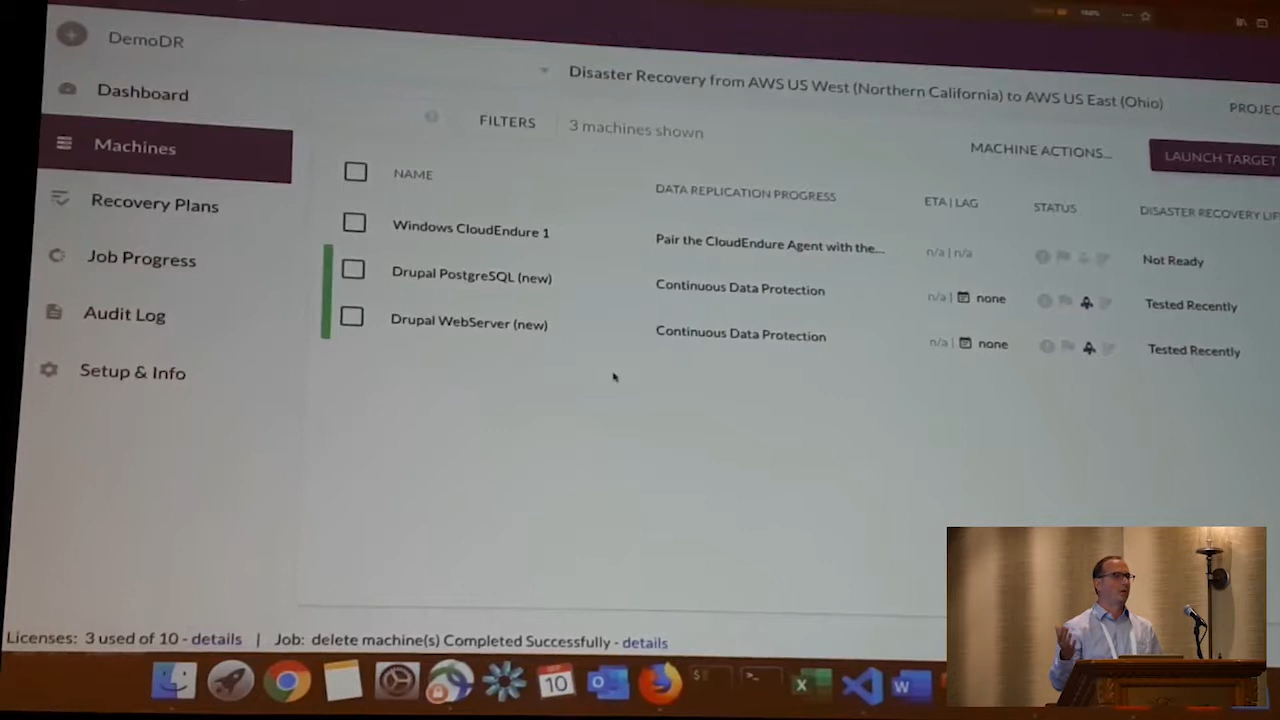 DemoDR
Disaster Recovery from AWS US West (Northern California) to AWS US East (Ohio)
Dashboard
FILTERS
3 machines shown
MACHINE ACTIONS...
LAUNCH TARGET
Machines
NAME
DATA REPLICATION PROGRESS
ETA | LAG
STATUS
Recovery Plans
Windows CloudEndure 1
Pair the CloudEndure Agent with the...
n/a | n/a
Not Ready
Job Progress
Drupal PostgreSQL (new)
Continuous Data Protection
n/a | none
Tested Recently
Audit Log
Drupal WebServer (new)
Continuous Data Protection
n/a | none
Tested Recently
Setup & Info
Licenses: 3 used of 10 - details | Job: delete machine(s) Completed Successfully - details
10